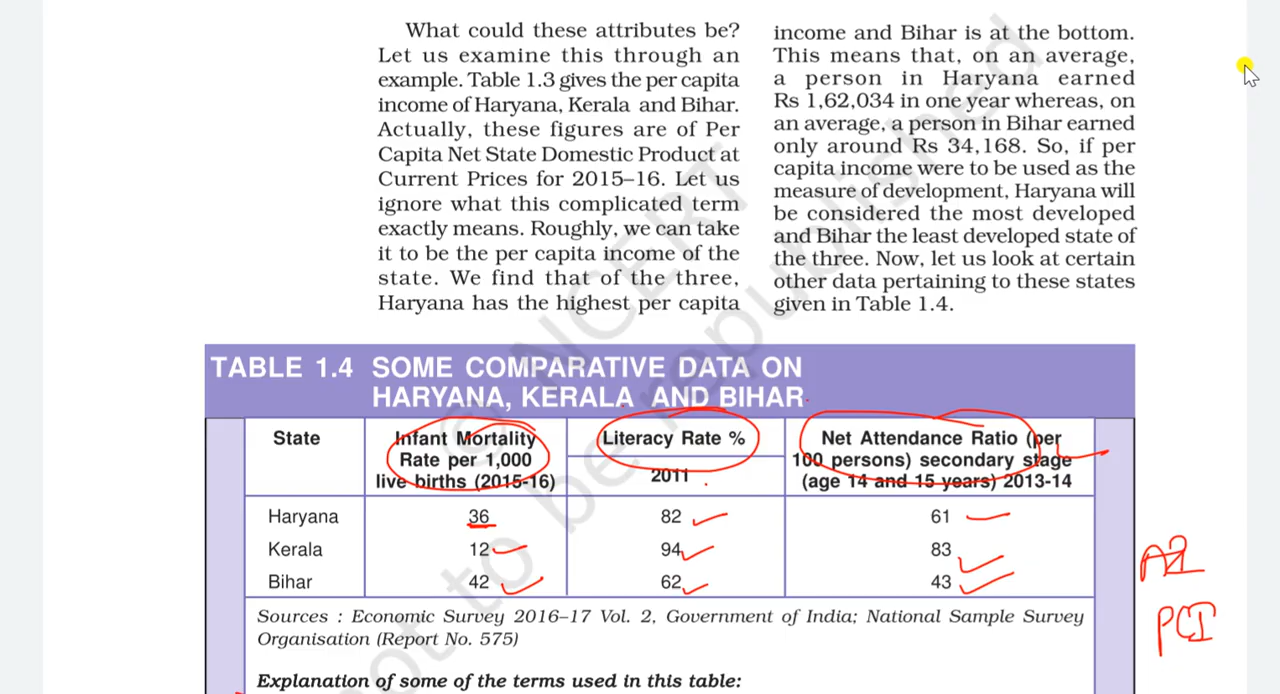 What could these attributes be?
Let us examine this through an
example. Table 1.3 gives the per capita
income of Haryana, Kerala and Bihar.
Actually, these figures are of Per
Capita Net State Domestic Product at
Current Prices for 2015–16. Let us
ignore what this complicated term
exactly means. Roughly, we can take
it to be the per capita income of the
state. We find that of the three,
Haryana has the highest per capita
income and Bihar is at the bottom.
This means that, on an average,
a person in Haryana earned
Rs 1,62,034 in one year whereas, on
an average, a person in Bihar earned
only around Rs 34,168. So, if per
capita income were to be used as the
measure of development, Haryana will
be considered the most developed
and Bihar the least developed state of
the three. Now, let us look at certain
other data pertaining to these states
given in Table 1.4.
© NCERT
not to be republished
TABLE 1.4 SOME COMPARATIVE DATA ON
HARYANA, KERALA AND BIHAR
State Infant Mortality Rate per 1,000 live births (2015-16) Literacy Rate % 2011 Net Attendance Ratio (per 100 persons) secondary stage (age 14 and 15 years) 2013-14
Haryana 36 82 61
Kerala 12 94 83
Bihar 42 62 43
PCI
Sources : Economic Survey 2016–17 Vol. 2, Government of India; National Sample Survey
Organisation (Report No. 575)
Explanation of some of the terms used in this table: